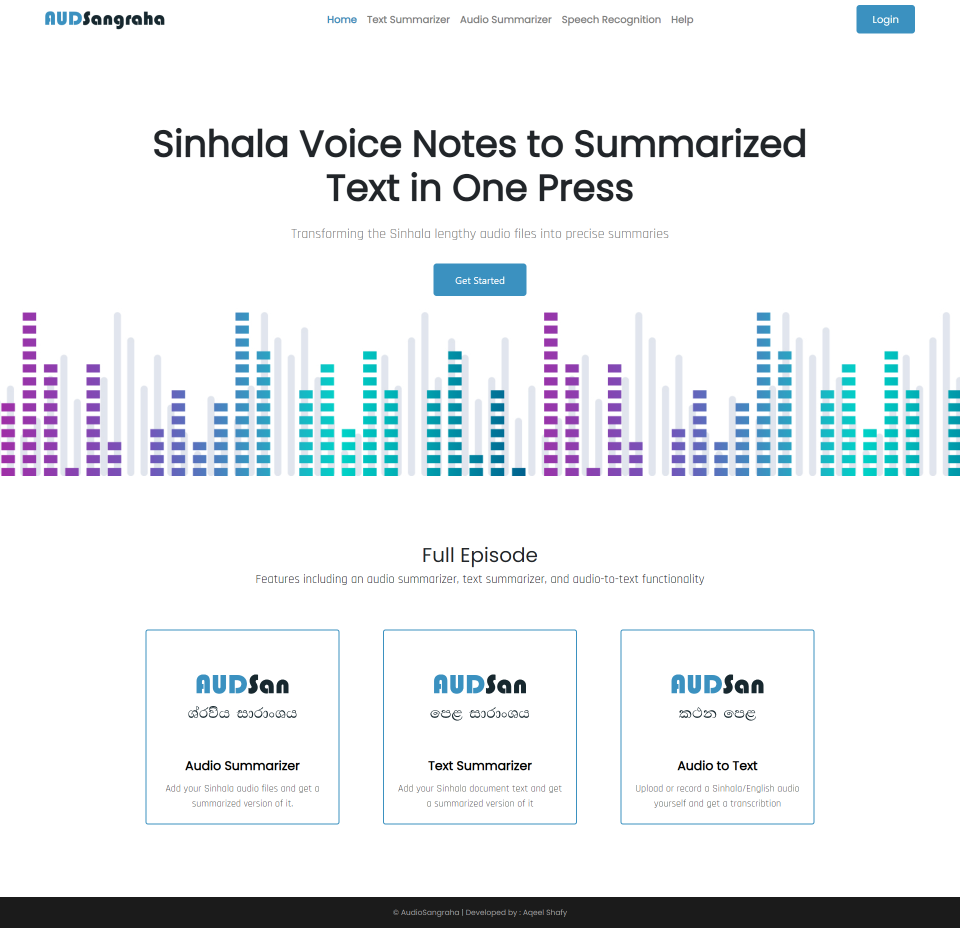 AUDSangraha
Home Text Summarizer Audio Summarizer Speech Recognition Help
Login
Sinhala Voice Notes to Summarized
Text in One Press
Transforming the Sinhala lengthy audio files into precise summaries
Get Started
Full Episode
Features including an audio summarizer, text summarizer, and audio-to-text functionality
AUDSan
ශ්රව්ය සාරාංශය
Audio Summarizer
Add your Sinhala audio files and get a
summarized version of it.
AUDSan
පෙළ සාරාංශය
Text Summarizer
Add your Sinhala document text and get
a summarized version of it
AUDSan
කථන පෙළ
Audio to Text
Upload or record a Sinhala/English audio
yourself and get a transcribtion
© AudioSangraha | Developed by : Aqeel Shafy